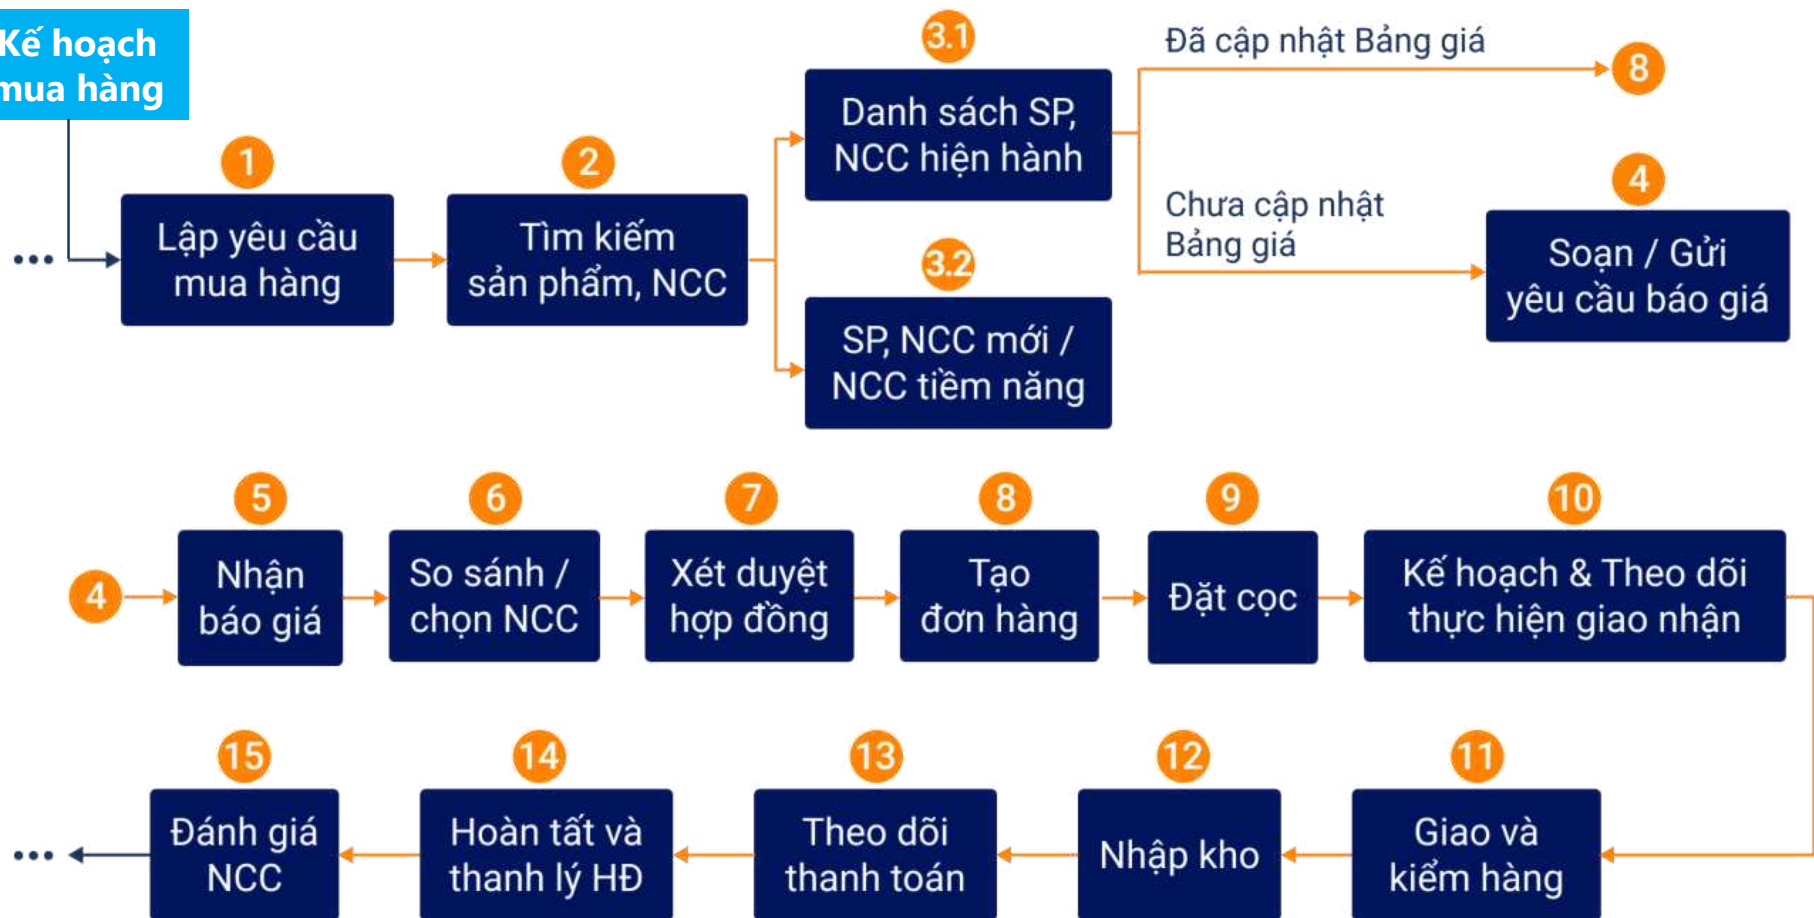 Kế hoạch
mua hàng
1
Lập yêu cầu
mua hàng
2
Tìm kiếm
sản phẩm, NCC
3.1
Danh sách SP,
NCC hiện hành
3.2
SP, NCC mới /
NCC tiềm năng
Đã cập nhật Bảng giá
8
Chưa cập nhật
Bảng giá
4
Soạn / Gửi
yêu cầu báo giá
4
5
Nhận
báo giá
6
So sánh /
chọn NCC
7
Xét duyệt
hợp đồng
8
Tạo
đơn hàng
9
Đặt cọc
10
Kế hoạch & Theo dõi
thực hiện giao nhận
11
Giao và
kiểm hàng
12
Nhập kho
13
Theo dõi
thanh toán
14
Hoàn tất và
thanh lý HĐ
15
Đánh giá
NCC